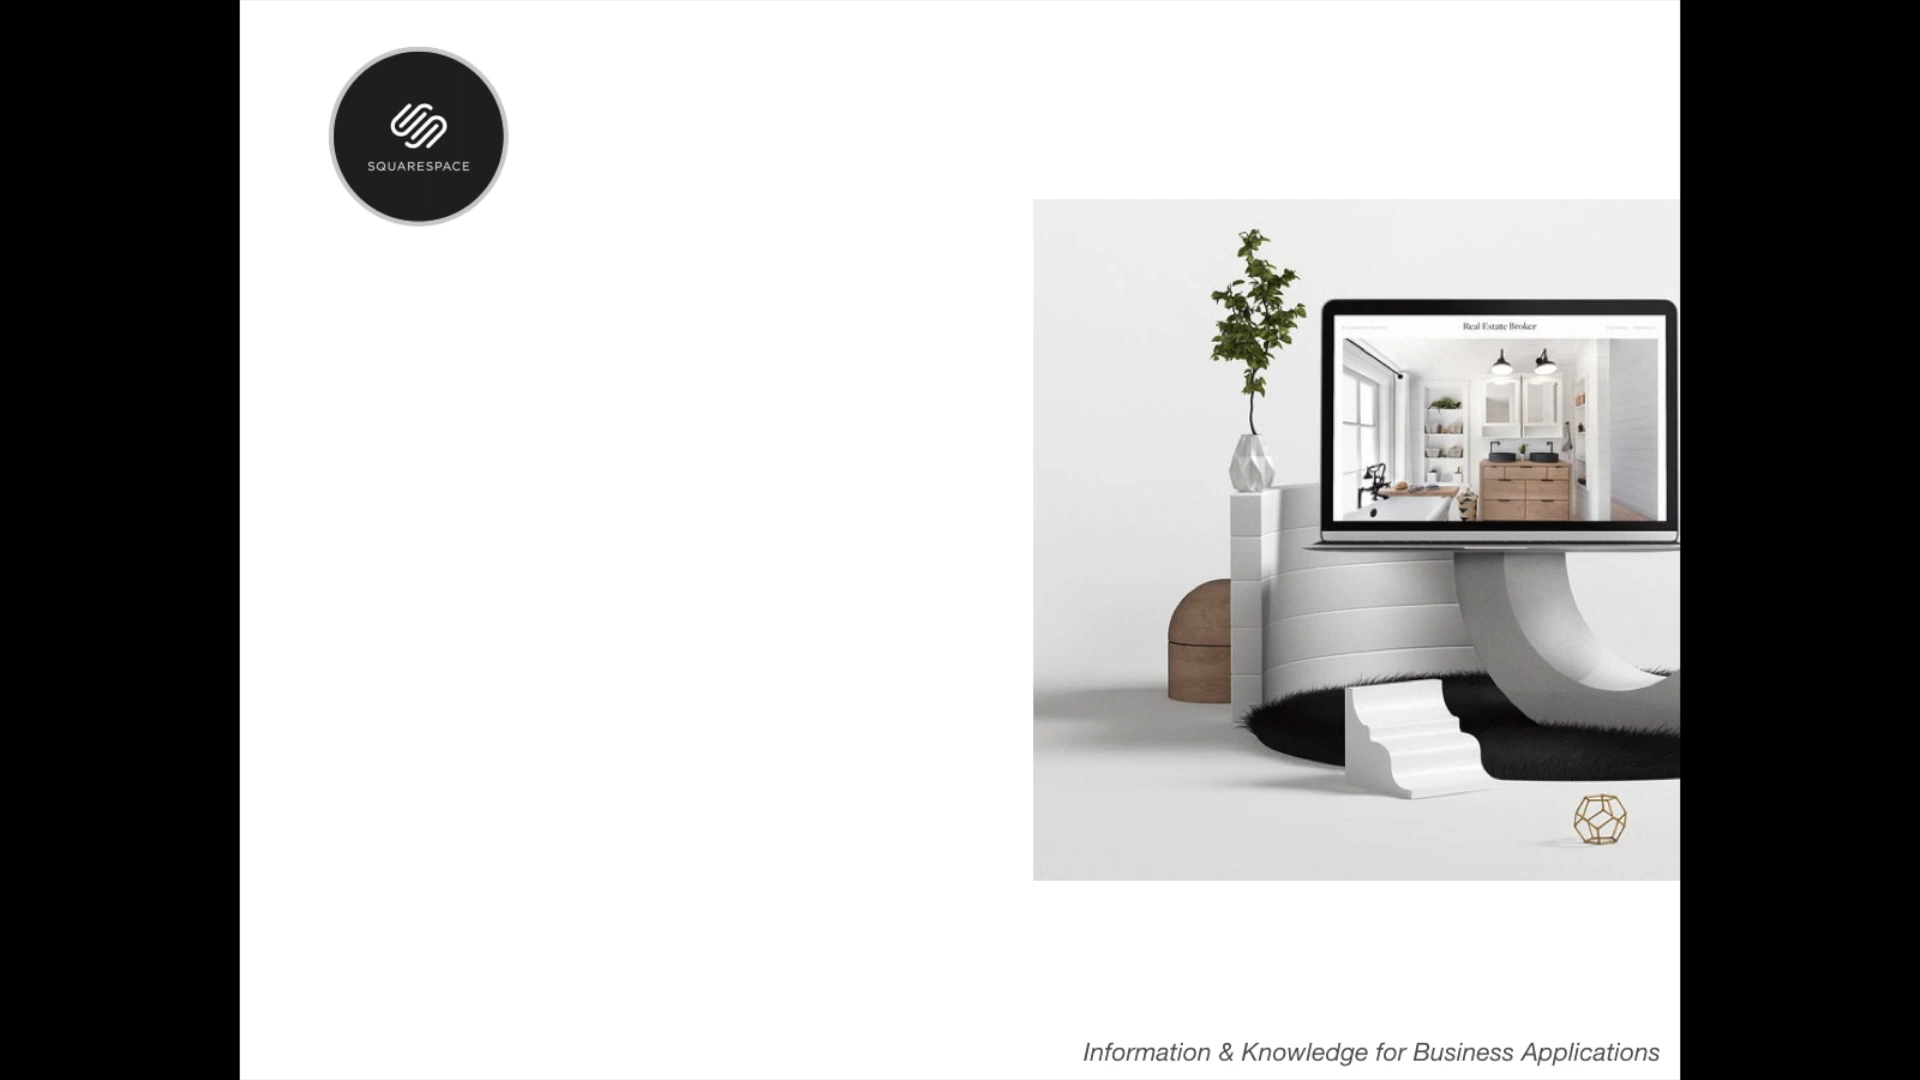 SQUARESPACE
Real Estate Broker
Information & Knowledge for Business Applications